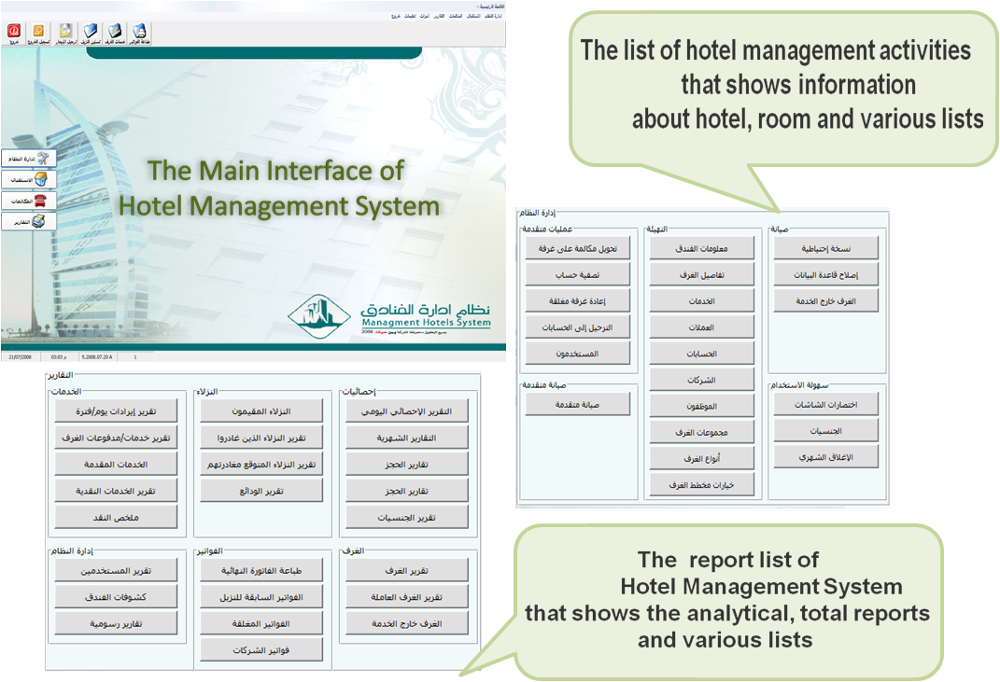 القائمة الرئيسية -
إدارة النظام الاستقبال المكالمات التقارير أدوات تعليمات خروج
خروج تسجيل الخروج ترحيل الإيجار تسكين النزيل خدمات الغرف طباعة الفواتير
إدارة النظام
الاستقبال
المكالمات
التقارير
The Main Interface of
Hotel Management System
نظام ادارة الفنادق
Managment Hotels System
2008
21/07/2008 03:03 م 5.2008.07.20 A 1
The list of hotel management activities
that shows information
about hotel, room and various lists
إدارة النظام
صيانة
نسخة إحتياطية
إصلاح قاعدة البيانات
الغرف خارج الخدمة
التهيئة
معلومات الفندق
تفاصيل الغرف
الخدمات
العملات
الحسابات
الشركات
الموظفون
مجموعات الغرف
أنواع الغرف
خيارات مخطط الغرف
عمليات متقدمة
تحويل مكالمة على غرفة
تصفية حساب
إعادة غرفة مغلقة
الترحيل إلى الحسابات
المستخدمون
سهولة الاستخدام
اختصارات الشاشات
الجنسيات
الإغلاق الشهري
صيانة متقدمة
صيانة متقدمة
التقارير
إحصائيات
التقرير الإحصائي اليومي
التقارير الشهرية
تقارير الحجز
تقارير الحجز
تقرير الجنسيات
النزلاء
النزلاء المقيمون
تقرير النزلاء الذين غادروا
تقرير النزلاء المتوقع مغادرتهم
تقرير الودائع
الخدمات
تقرير إيرادات يوم/فترة
تقرير خدمات/مدفوعات الغرف
الخدمات المقدمة
تقرير الخدمات النقدية
ملخص النقد
الغرف
تقرير الغرف
تقرير الغرف العاملة
الغرف خارج الخدمة
الفواتير
طباعة الفاتورة النهائية
الفواتير السابقة للنزيل
الفواتير المغلقة
فواتير الشركات
إدارة النظام
تقرير المستخدمين
كشوفات الفندق
تقارير رسومية
The report list of
Hotel Management System
that shows the analytical, total reports
and various lists